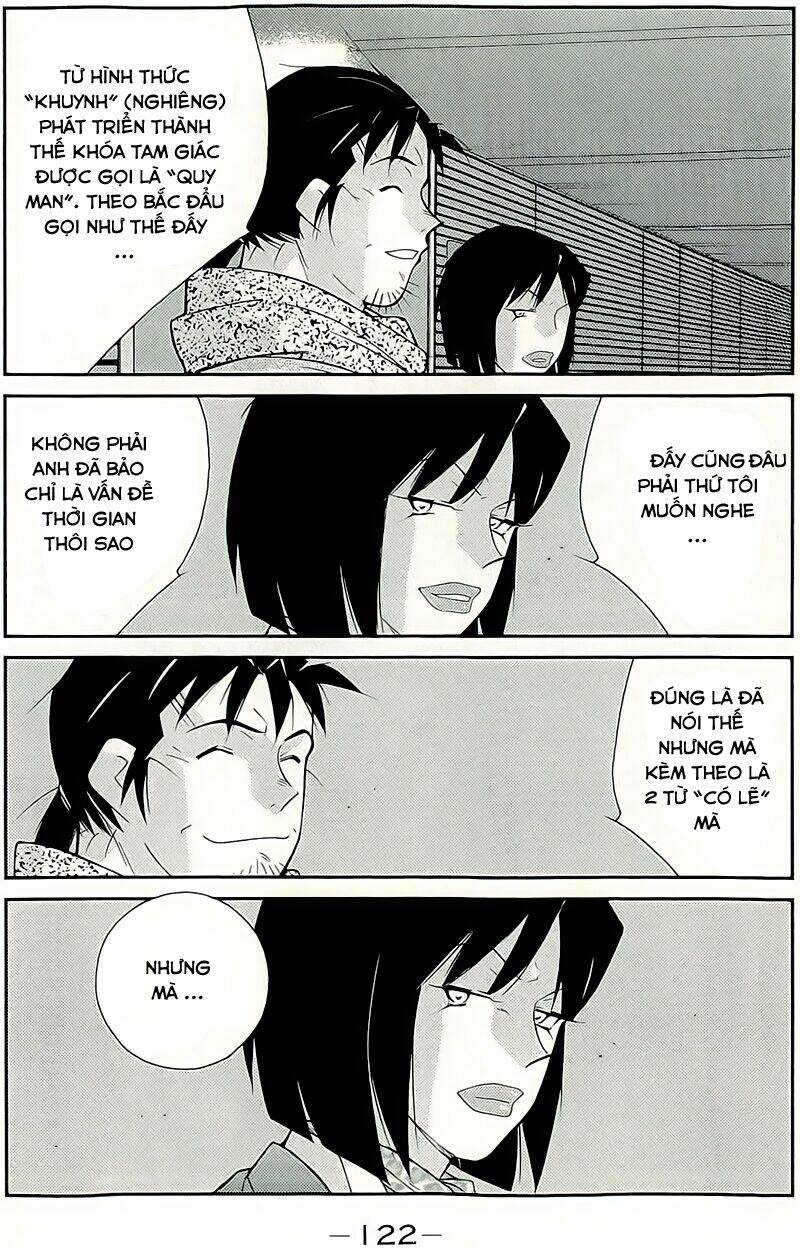 TỪ HÌNH THỨC
"KHUYNH" (NGHIÊNG)
PHÁT TRIỂN THÀNH
THẾ KHÓA TAM GIÁC
ĐƯỢC GỌI LÀ "QUY
MAN". THEO BẮC ĐẨU
GỌI NHƯ THẾ ĐẤY
...
ĐẤY CŨNG ĐÂU
PHẢI THỨ TÔI
MUỐN NGHE
...
KHÔNG PHẢI
ANH ĐÃ BẢO
CHỈ LÀ VẤN ĐỀ
THỜI GIAN
THÔI SAO
ĐÚNG LÀ ĐÃ
NÓI THẾ
NHƯNG MÀ
KÈM THEO LÀ
2 TỪ "CÓ LẼ"
MÀ
NHƯNG
MÀ ...
-122-